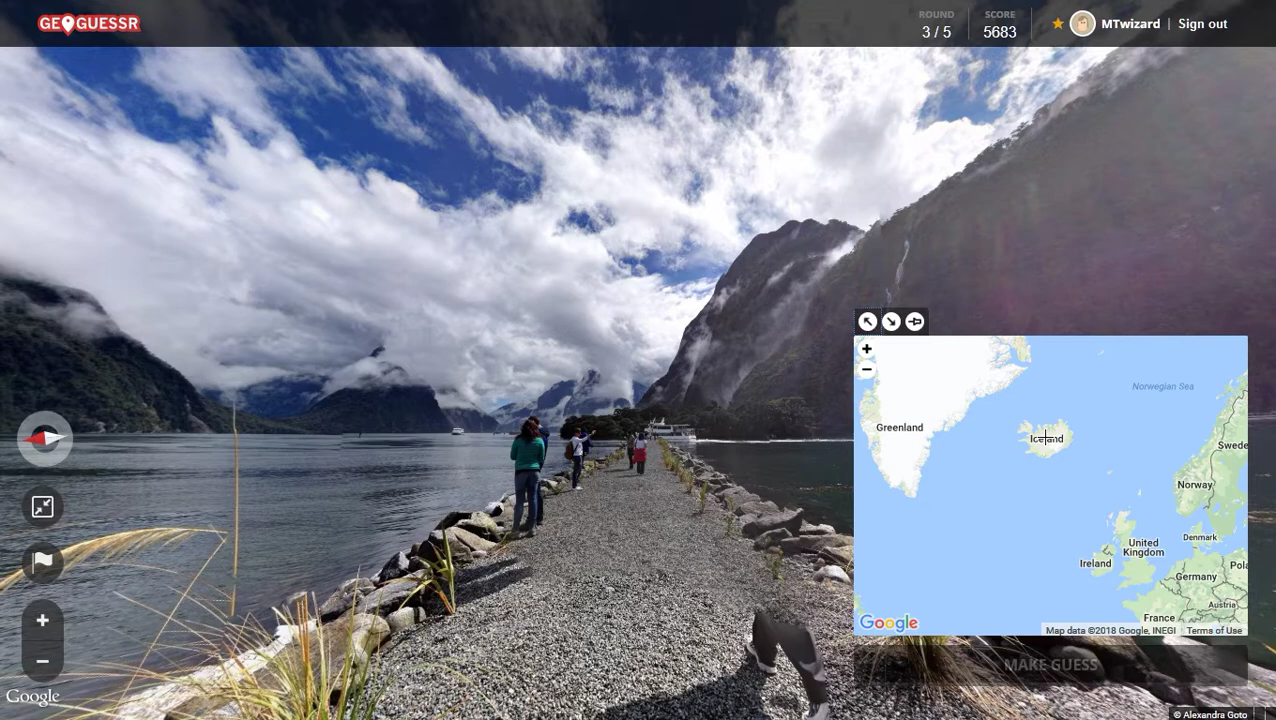 GEOGUESSR
ROUND
3 / 5
SCORE
5683
MTwizard | Sign out
Norwegian Sea
Greenland
Iceland
Swede
Norway
Denmark
United
Kingdom
Ireland
Pola
Germany
Austria
France
Google
Map data ©2018 Google, INEGI
Terms of Use
MAKE GUESS
Google
© Alexandra Goto